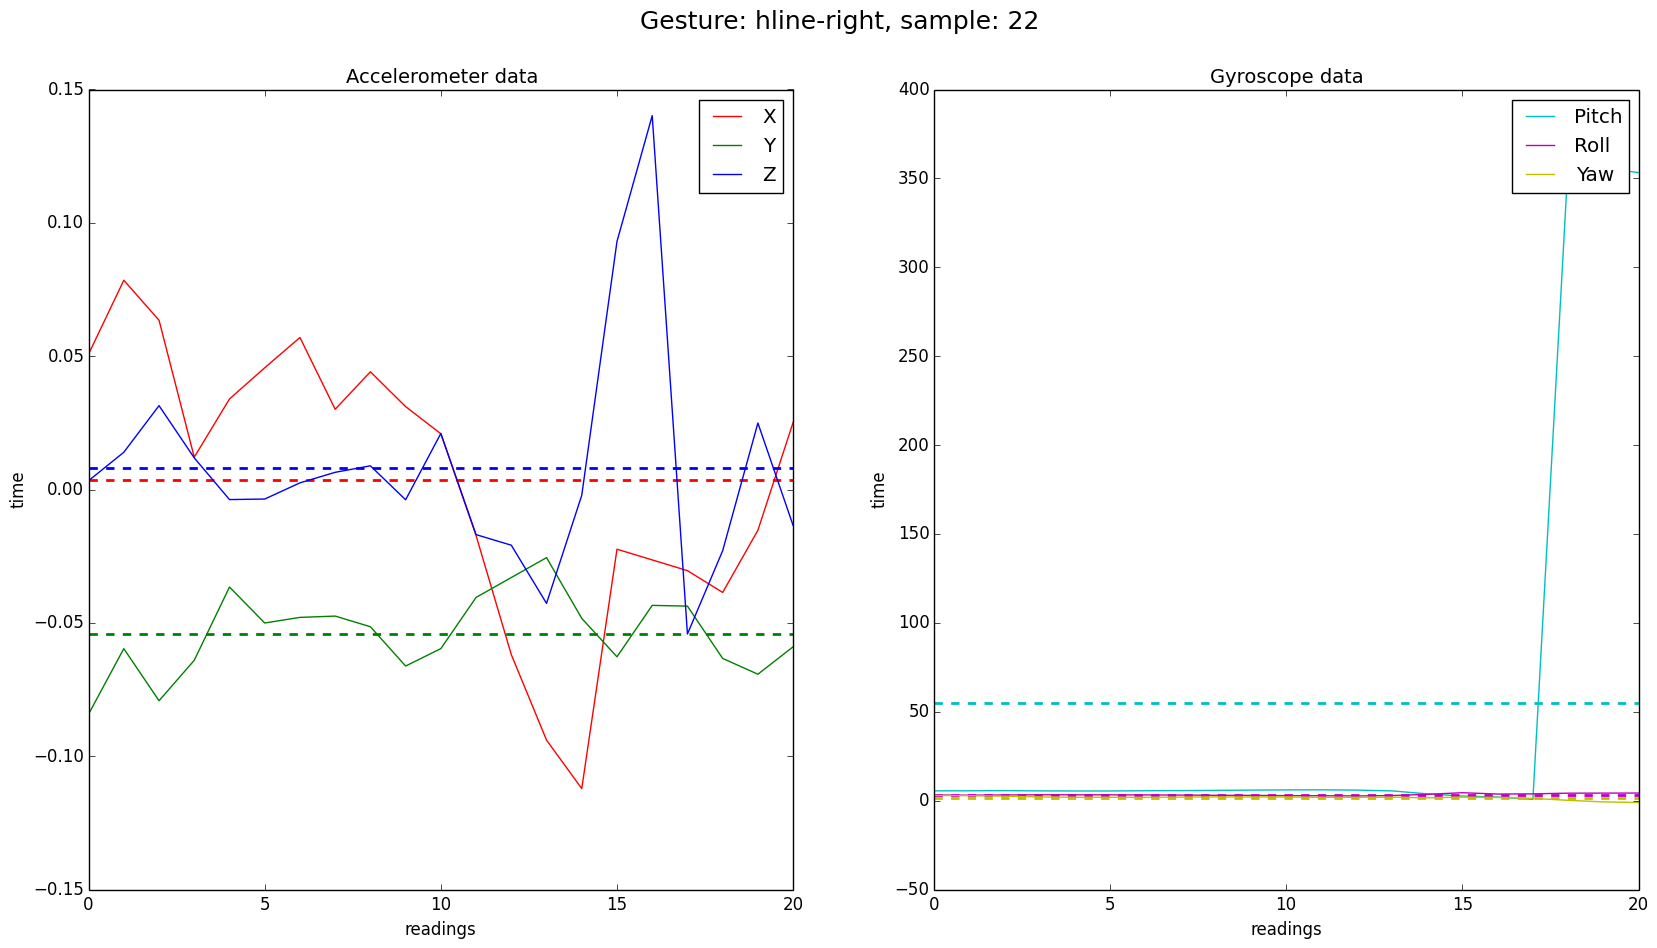 Gesture: hline-right, sample: 22
Accelerometer data
0.15
0.10
0.05
0.00
−0.05
−0.10
−0.15
time
0
5
10
15
20
readings
X
Y
Z
Gyroscope data
400
350
300
250
200
150
100
50
0
−50
time
0
5
10
15
20
readings
Pitch
Roll
Yaw